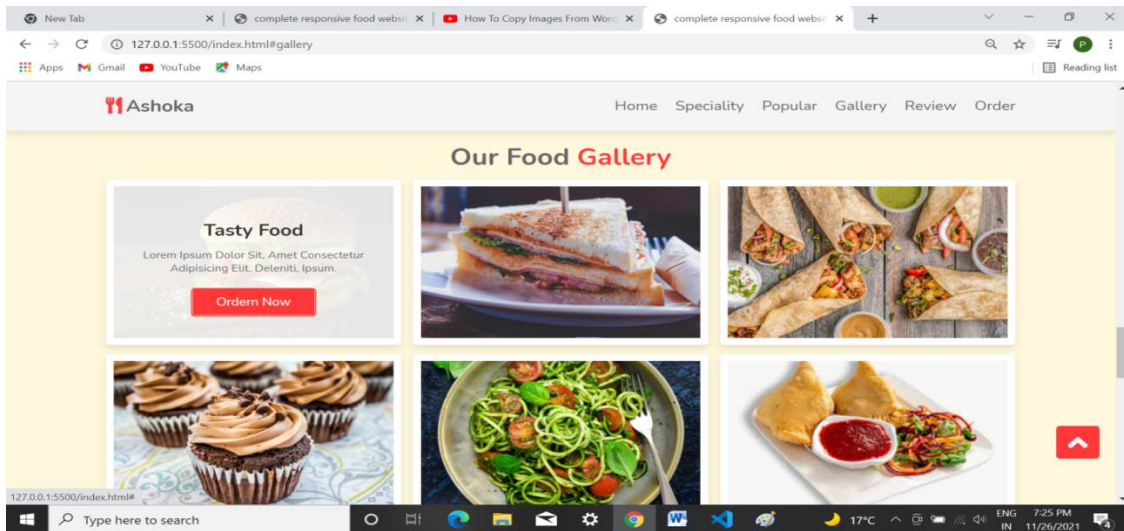 New Tab
complete responsive food websi
How To Copy Images From Word
complete responsive food websi
127.0.0.1:5500/index.html#gallery
Apps
Gmail
YouTube
Maps
Reading list
P
Ashoka
Home Speciality Popular Gallery Review Order
Our Food Gallery
Tasty Food
Lorem Ipsum Dolor Sit, Amet Consectetur
Adipisicing Elit. Deleniti, Ipsum.
Ordern Now
127.0.0.1:5500/index.html#
Type here to search
W
17°C
ENG
IN
7:25 PM
11/26/2021
4